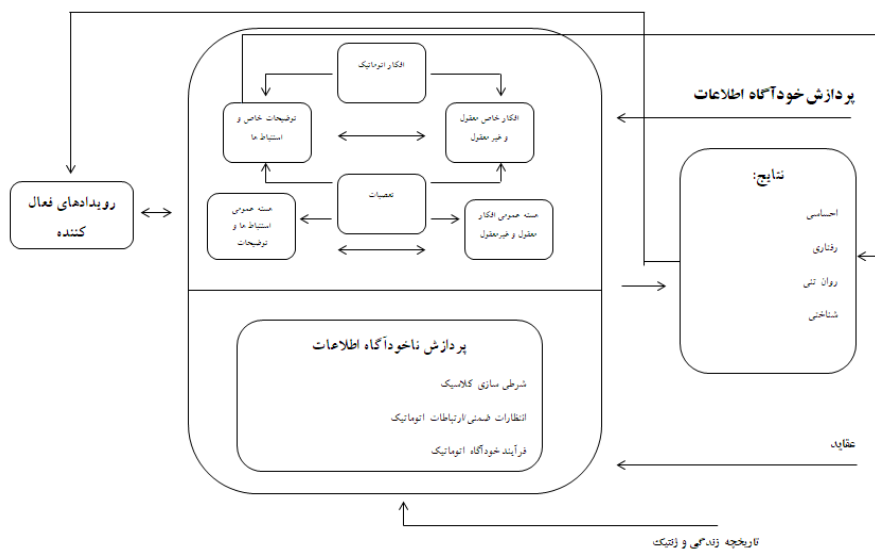 افکار اتوماتیک
پردازش خودآگاه اطلاعات
توضیحات خاص و
استنباط ها
افکار خاص معقول
و غیر معقول
تعصبات
هسته عمومی
استنباط ها و
توضیحات
هسته عمومی افکار
معقول و غیرمعقول
رویدادهای فعال
کننده
نتایج:
احساسی
رفتاری
روان تنی
شناختی
پردازش ناخودآگاه اطلاعات
شرطی سازی کلاسیک
انتظارات ضمنی/ارتباطات اتوماتیک
فرآیند خودآگاه اتوماتیک
عقاید
تاریخچه زندگی و ژنتیک